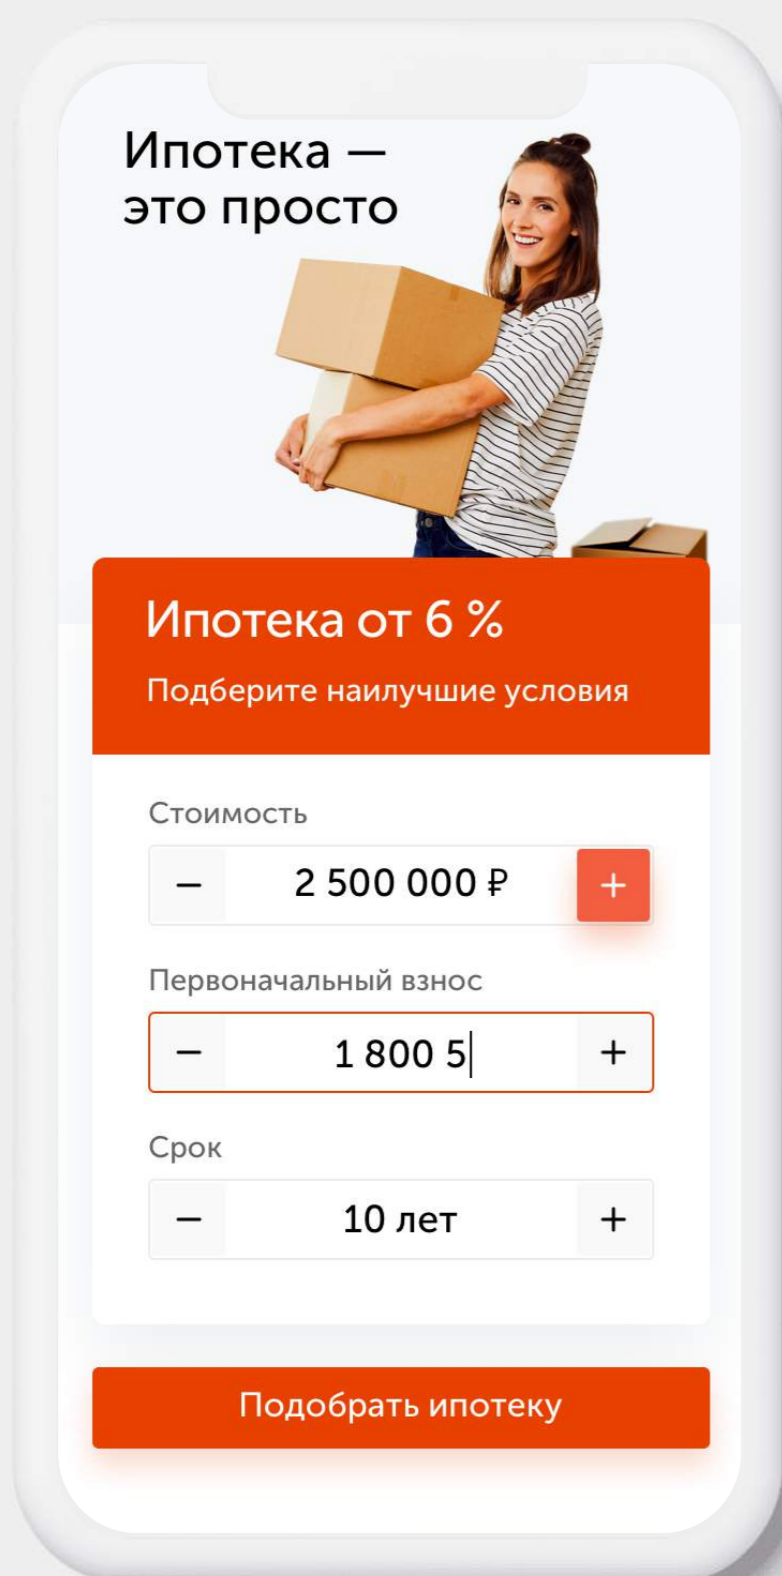 Ипотека —
это просто
Ипотека от 6 %
Подберите наилучшие условия
Стоимость
− 2 500 000 ₽ +
Первоначальный взнос
− 1 800 5 +
Срок
− 10 лет +
Подобрать ипотеку